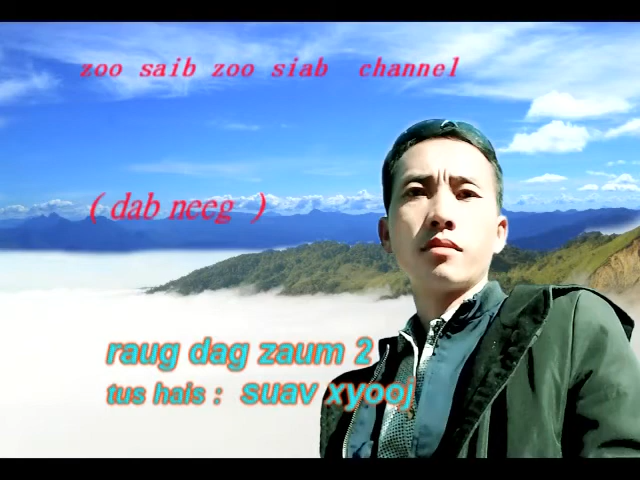 zoo saib zoo siab channel
( dab neeg )
raug dag zaum 2
tus hais : suav xyooj